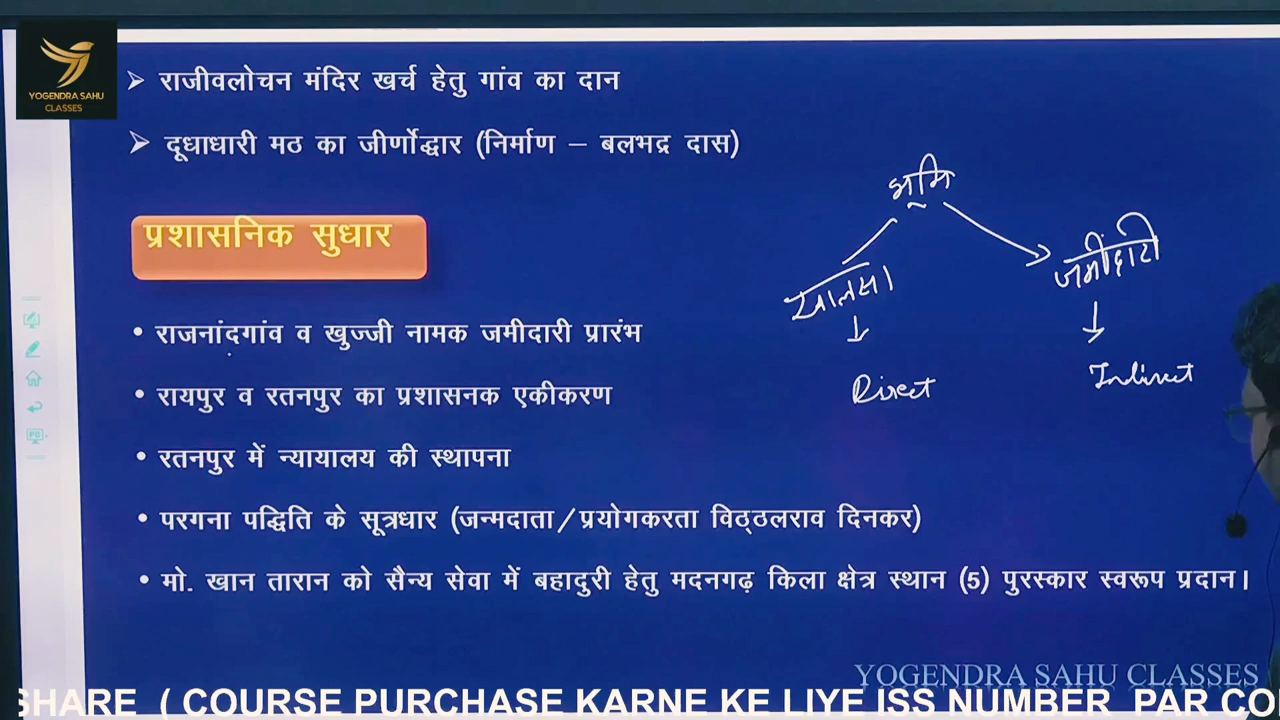 YOGENDRA SAHU
CLASSES
राजीवलोचन मंदिर खर्च हेतु गांव का दान
दूधाधारी मठ का जीर्णोद्धार (निर्माण – बलभद्र दास)
भूमि
खालसा
जमींदारी
Direct
Indirect
प्रशासनिक सुधार
• राजनांदगांव व खुज्जी नामक जमीदारी प्रारंभ
• रायपुर व रतनपुर का प्रशासनक एकीकरण
• रतनपुर में न्यायालय की स्थापना
• परगना पद्धिति के सूत्रधार (जन्मदाता/प्रयोगकरता विठ्ठलराव दिनकर)
• मो. खान तारान को सैन्य सेवा में बहादुरी हेतु मदनगढ़ किला क्षेत्र स्थान (5) पुरस्कार स्वरूप प्रदान।
YOGENDRA SAHU CLASSES
SHARE ( COURSE PURCHASE KARNE KE LIYE ISS NUMBER PAR CO